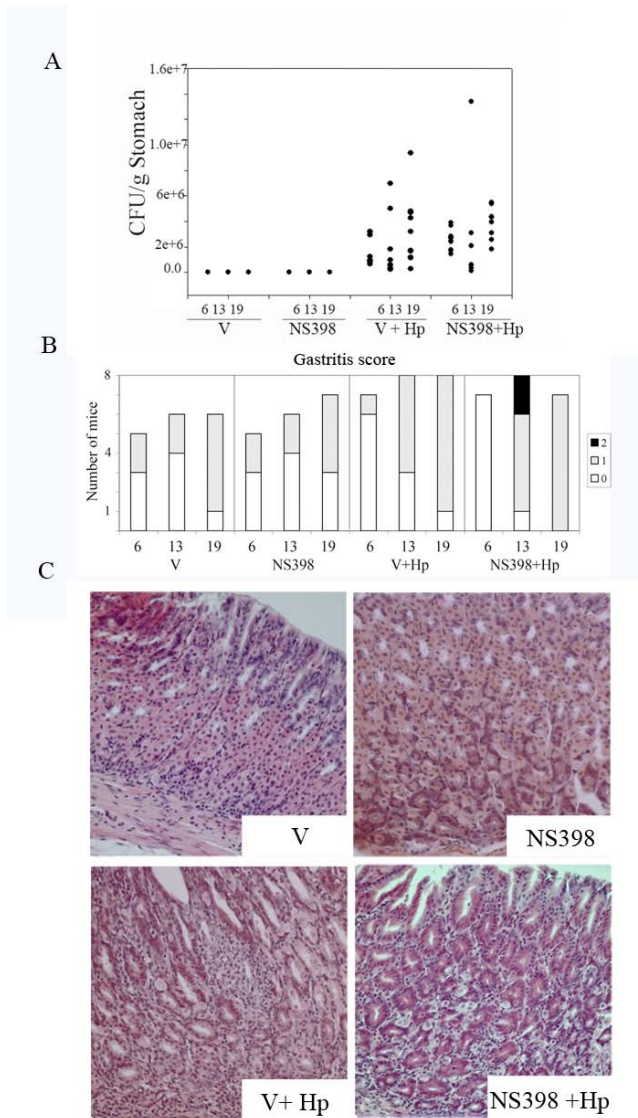 A
CFU/g Stomach
1.6e+7
1.0e+7
6e+6
2e+6
0.0
6 13 19 6 13 19 6 13 19 6 13 19
V NS398 V + Hp NS398+Hp
B
Gastritis score
Number of mice
8
4
1
2
1
0
6 13 19 6 13 19 6 13 19 6 13 19
V NS398 V+Hp NS398+Hp
C
V
NS398
V+ Hp
NS398 +Hp